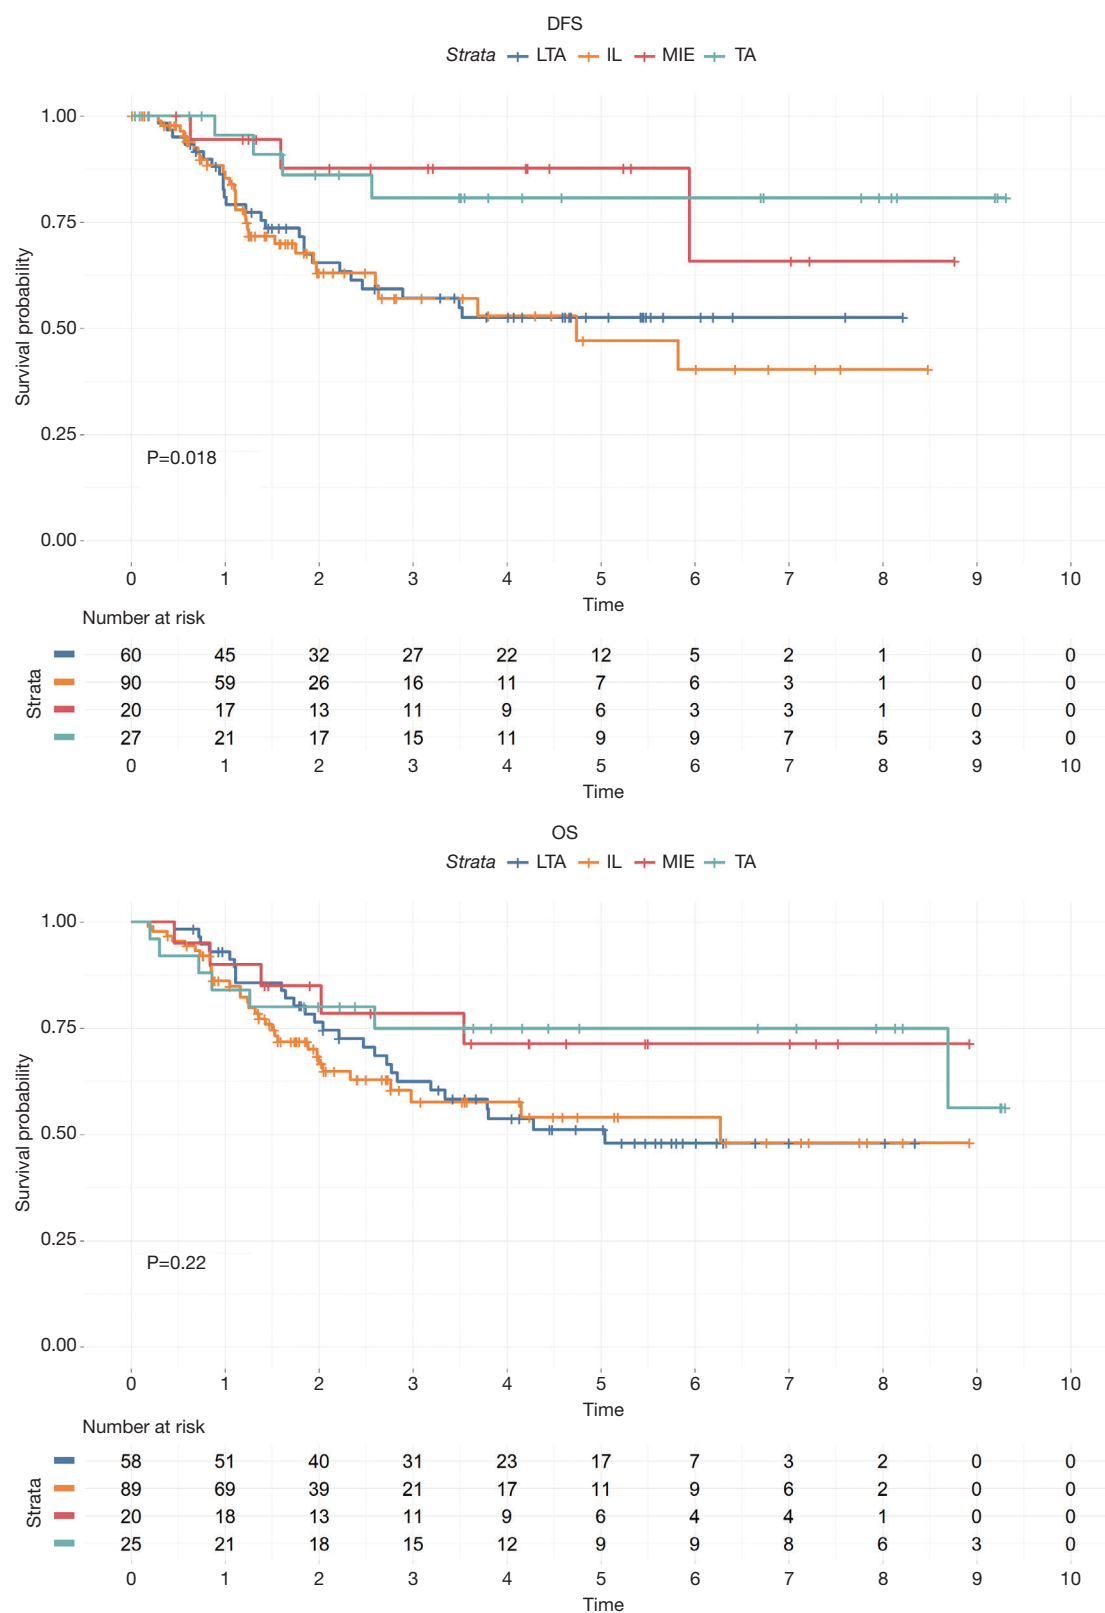 DFS
Strata LTA IL MIE TA
Survival probability
1.00
0.75
0.50
0.25
0.00
P=0.018
0 1 2 3 4 5 6 7 8 9 10
Time
Number at risk
Strata
60 45 32 27 22 12 5 2 1 0 0
90 59 26 16 11 7 6 3 1 0 0
20 17 13 11 9 6 3 3 1 0 0
27 21 17 15 11 9 9 7 5 3 0
0 1 2 3 4 5 6 7 8 9 10
Time
OS
Strata LTA IL MIE TA
Survival probability
1.00
0.75
0.50
0.25
0.00
P=0.22
0 1 2 3 4 5 6 7 8 9 10
Time
Number at risk
Strata
58 51 40 31 23 17 7 3 2 0 0
89 69 39 21 17 11 9 6 2 0 0
20 18 13 11 9 6 4 4 1 0 0
25 21 18 15 12 9 9 8 6 3 0
0 1 2 3 4 5 6 7 8 9 10
Time